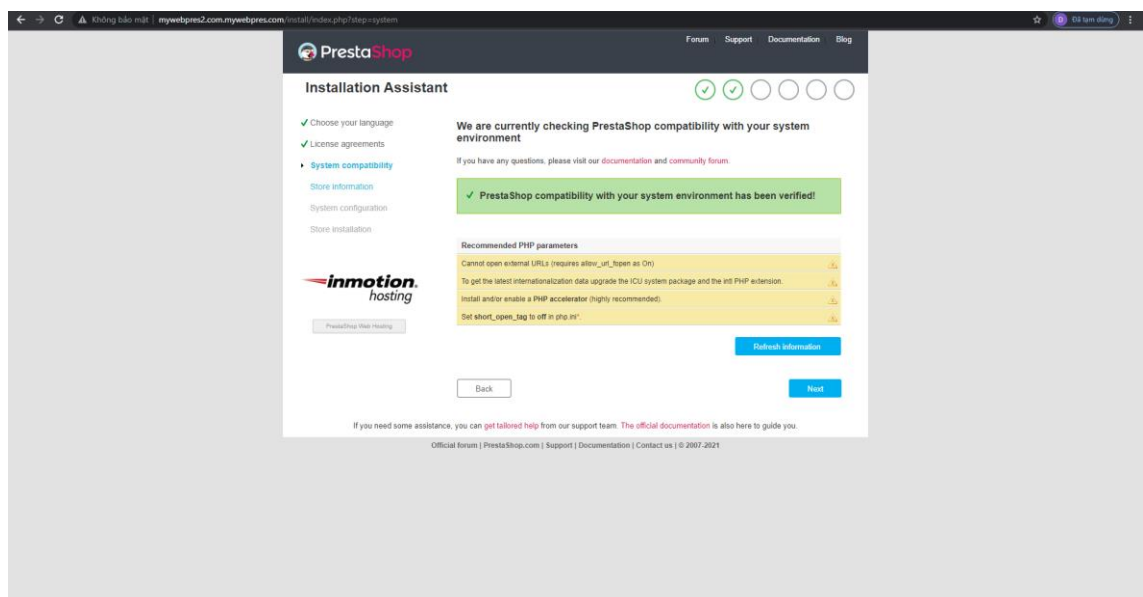 Không bảo mật | mywebpres2.com.mywebpres.com/install/index.php?step=system
D Đã tạm dừng
PrestaShop
Forum Support Documentation Blog
Installation Assistant
Choose your language
License agreements
System compatibility
Store information
System configuration
Store installation
inmotion.
hosting
PrestaShop Web Hosting
We are currently checking PrestaShop compatibility with your system
environment
If you have any questions, please visit our documentation and community forum.
PrestaShop compatibility with your system environment has been verified!
Recommended PHP parameters
Cannot open external URLs (requires allow_url_fopen as On)
To get the latest internationalization data upgrade the ICU system package and the intl PHP extension.
Install and/or enable a PHP accelerator (highly recommended).
Set short_open_tag to off in php.ini*.
Refresh information
Back
Next
If you need some assistance, you can get tailored help from our support team. The official documentation is also here to guide you.
Official forum | PrestaShop.com | Support | Documentation | Contact us | © 2007-2021